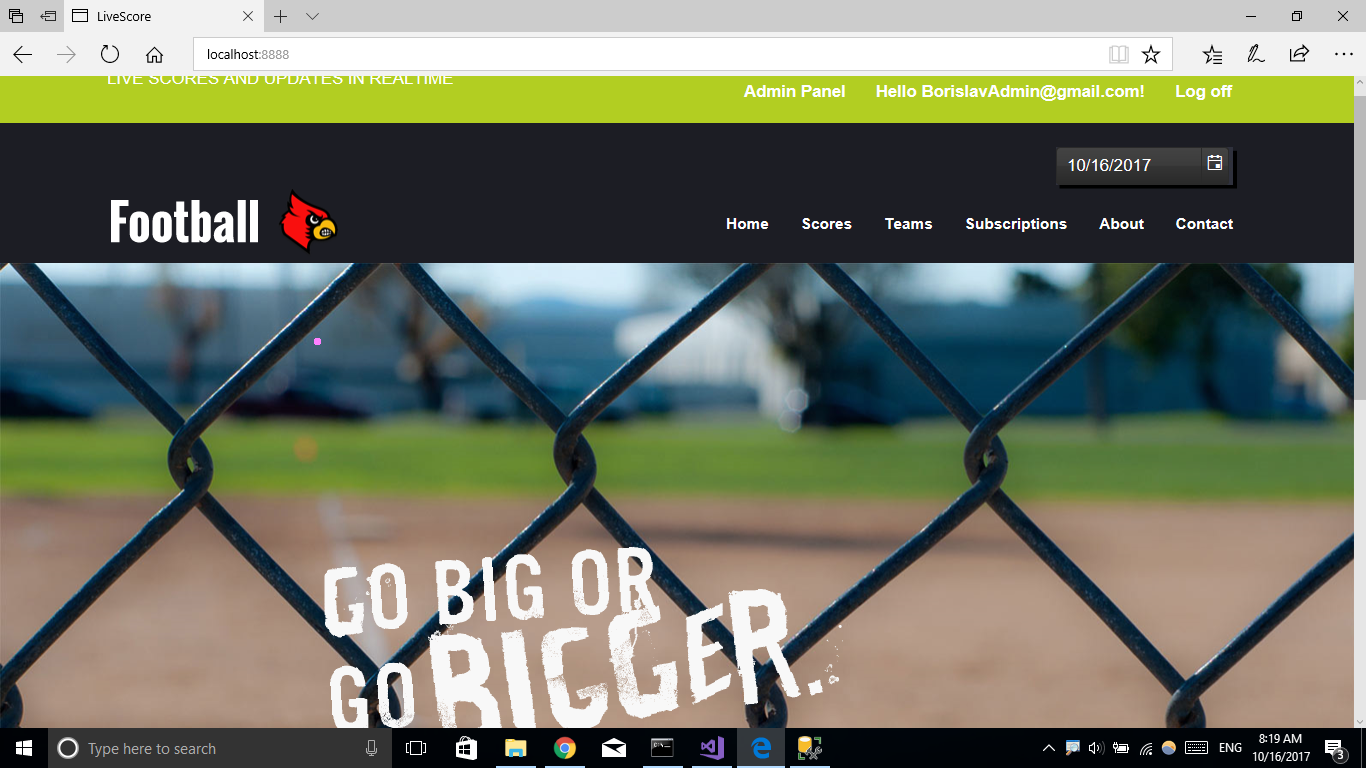 LiveScore
localhost:8888
LIVE SCORES AND UPDATES IN REALTIME
Admin Panel Hello BorislavAdmin@gmail.com! Log off
10/16/2017
Football
Home Scores Teams Subscriptions About Contact
GO BIG OR
GO BIGGER.
Type here to search
ENG
8:19 AM
10/16/2017
3